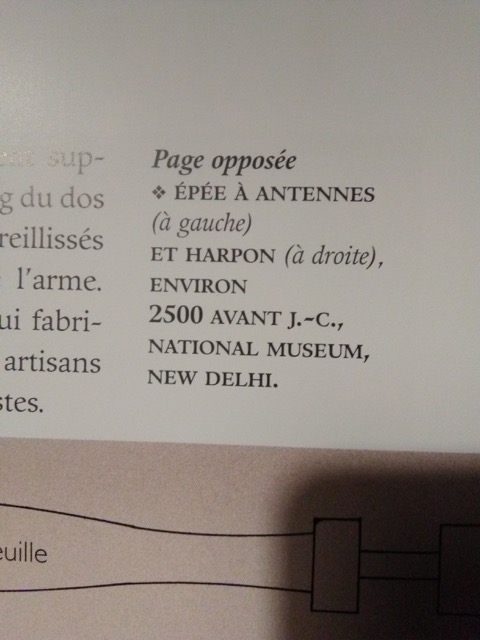 sup-
g du dos
reillissés
l'arme.
ui fabri-
artisans
stes.
Page opposée
❖ ÉPÉE À ANTENNES
(à gauche)
ET HARPON (à droite),
ENVIRON
2500 AVANT J.-C.,
NATIONAL MUSEUM,
NEW DELHI.
euille